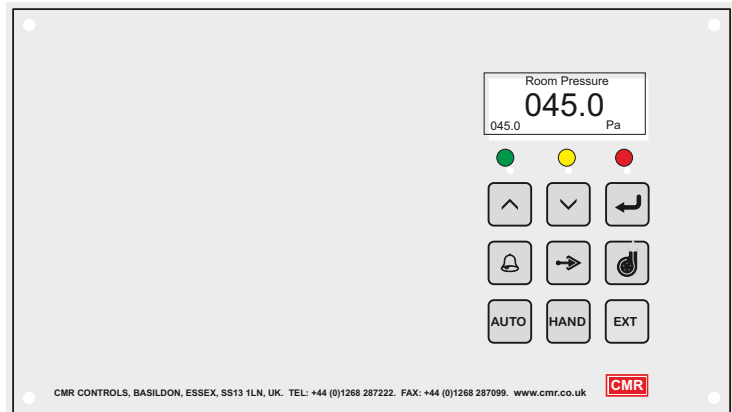 Room Pressure
045.0
045.0 Pa
AUTO HAND EXT
CMR CONTROLS, BASILDON, ESSEX, SS13 1LN, UK. TEL: +44 (0)1268 287222. FAX: +44 (0)1268 287099. www.cmr.co.uk
CMR